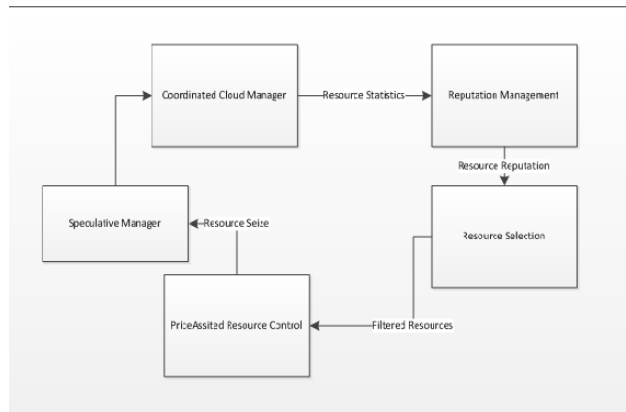 Coordinated Cloud Manager
Resource Statistics
Reputation Management
Resource Reputation
Speculative Manager
Resource Seize
Resource Selection
PriceAssited Resource Control
Filtered Resources